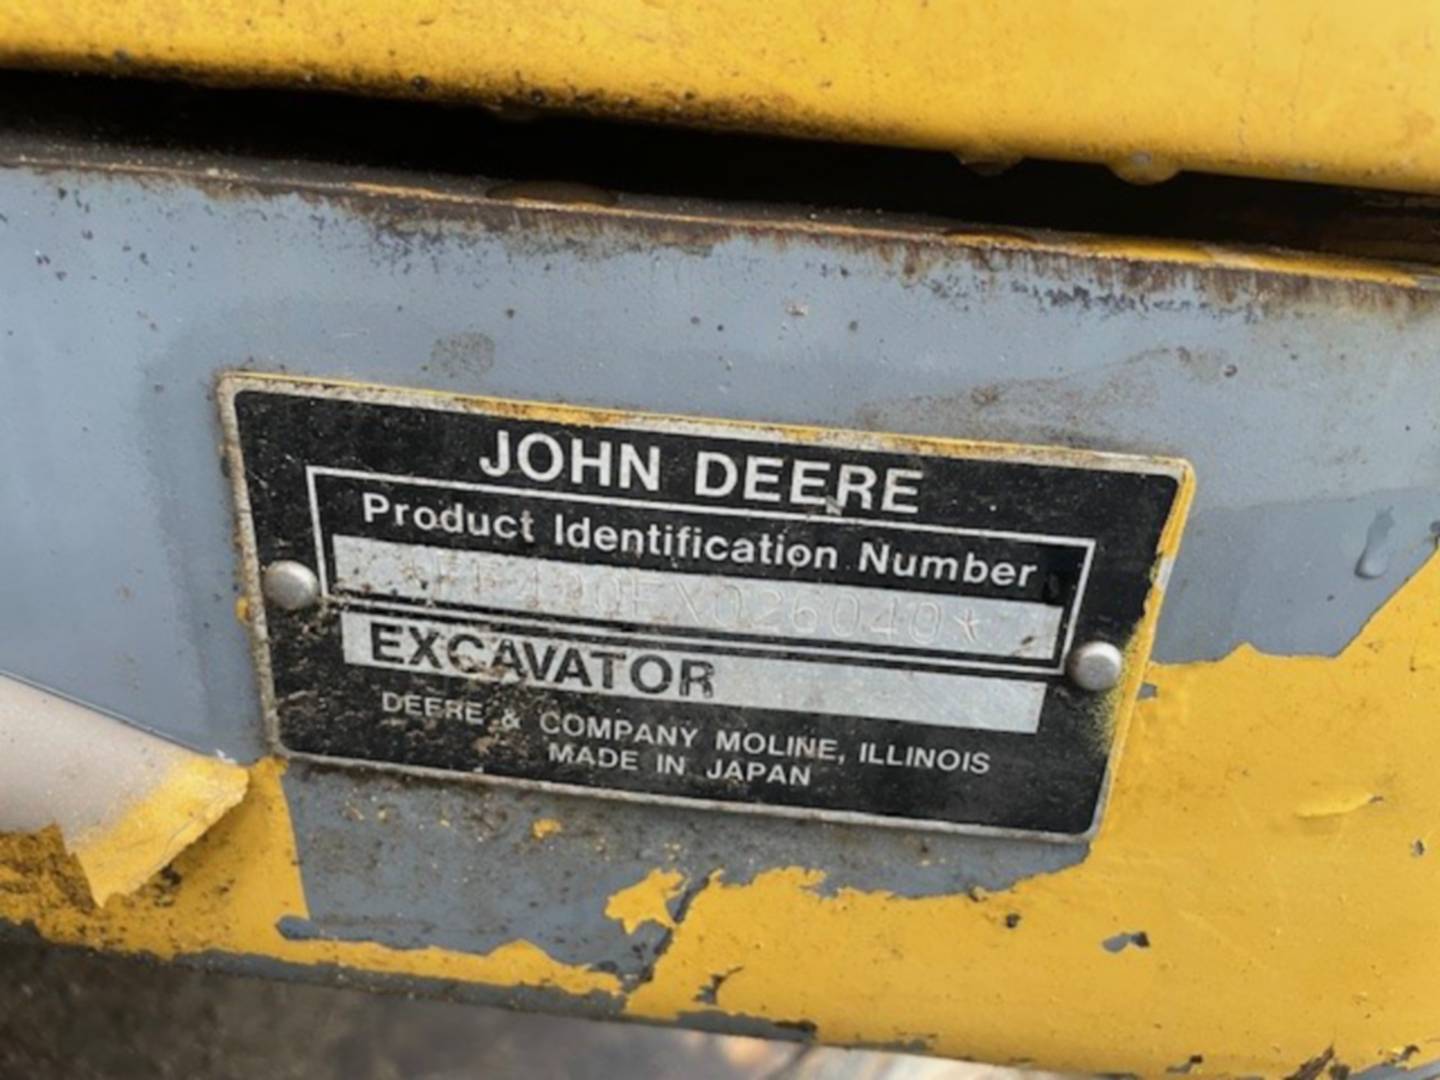 JOHN DEERE
Product Identification Number
EXCAVATOR
DEERE & COMPANY MOLINE, ILLINOIS
MADE IN JAPAN